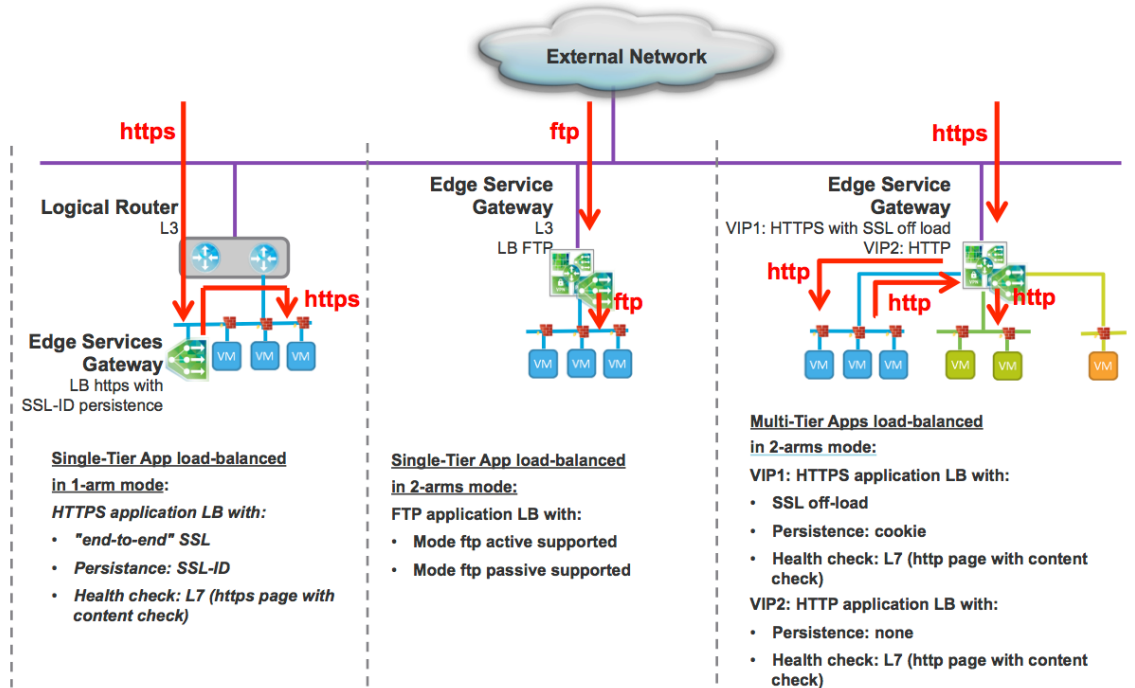 External Network
https
ftp
https
Logical Router
L3
https
Edge Services
Gateway
LB https with
SSL-ID persistence
VM
VM
VM
Single-Tier App load-balanced
in 1-arm mode:
HTTPS application LB with:
• "end-to-end" SSL
• Persistance: SSL-ID
• Health check: L7 (https page with
content check)
Edge Service
Gateway
L3
LB FTP
ftp
VM
VM
VM
Single-Tier App load-balanced
in 2-arms mode:
FTP application LB with:
• Mode ftp active supported
• Mode ftp passive supported
Edge Service
Gateway
VIP1: HTTPS with SSL off load
VIP2: HTTP
http
http
http
VM
VM
VM
VM
VM
VM
Multi-Tier Apps load-balanced
in 2-arms mode:
VIP1: HTTPS application LB with:
• SSL off-load
• Persistence: cookie
• Health check: L7 (http page with content
check)
VIP2: HTTP application LB with:
• Persistence: none
• Health check: L7 (http page with content
check)